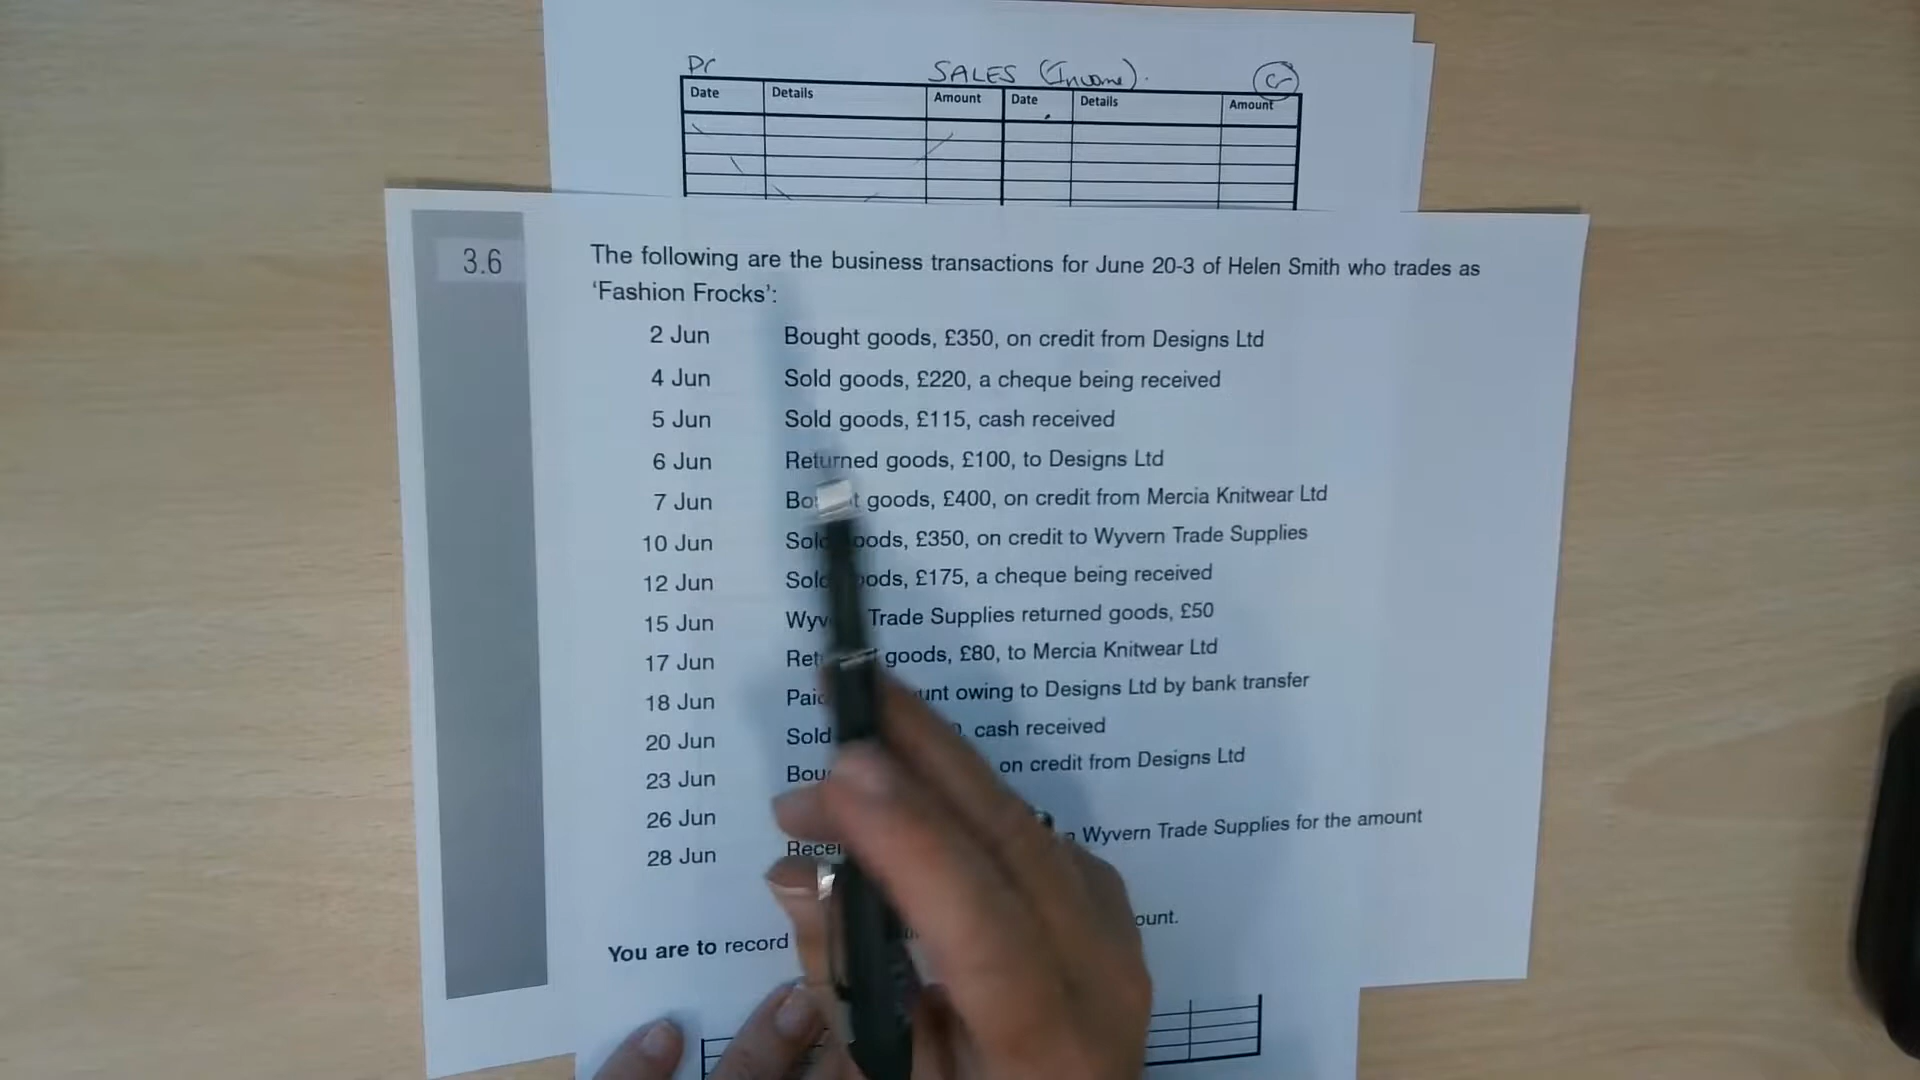 Dr SALES (Income). Cr
Date Details Amount Date Details Amount
3.6 The following are the business transactions for June 20-3 of Helen Smith who trades as
‘Fashion Frocks’:
2 Jun Bought goods, £350, on credit from Designs Ltd
4 Jun Sold goods, £220, a cheque being received
5 Jun Sold goods, £115, cash received
6 Jun Returned goods, £100, to Designs Ltd
7 Jun goods, £400, on credit from Mercia Knitwear Ltd
10 Jun Sold goods, £350, on credit to Wyvern Trade Supplies
12 Jun Sold goods, £175, a cheque being received
15 Jun Wyvern Trade Supplies returned goods, £50
17 Jun goods, £80, to Mercia Knitwear Ltd
18 Jun Paid owing to Designs Ltd by bank transfer
20 Jun Sold cash received
23 Jun on credit from Designs Ltd
26 Jun
28 Jun Wyvern Trade Supplies for the amount
You are to record